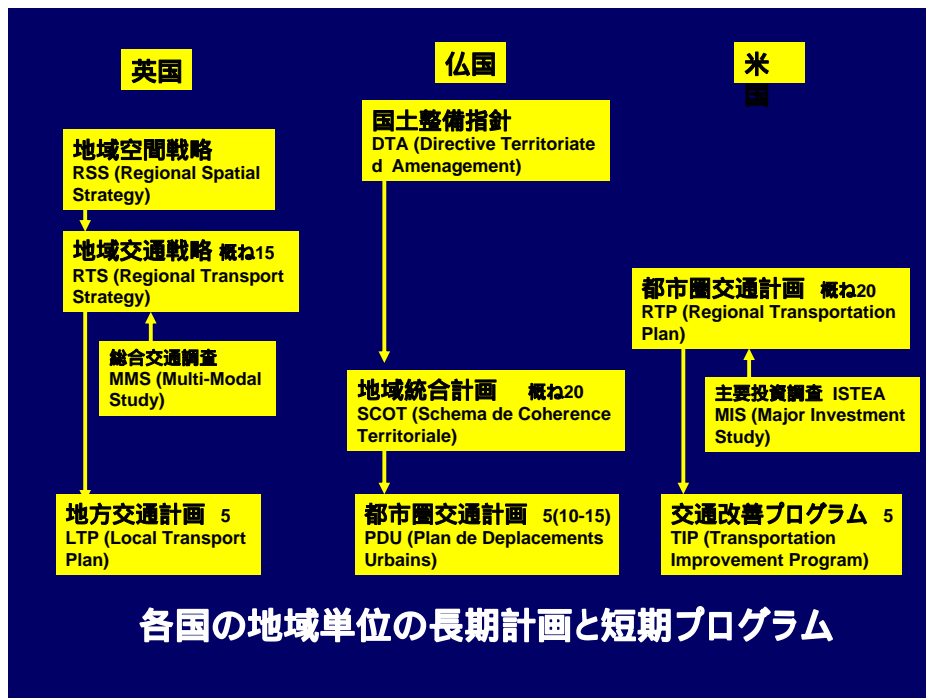 英国
地域空間戦略
RSS (Regional Spatial
Strategy)
地域交通戦略 概ね15
RTS (Regional Transport
Strategy)
総合交通調査
MMS (Multi-Modal
Study)
地方交通計画 5
LTP (Local Transport
Plan)
仏国
国土整備指針
DTA (Directive Territoriate
d Amenagement)
地域統合計画 概ね20
SCOT (Schema de Coherence
Territoriale)
都市圏交通計画 5(10-15)
PDU (Plan de Deplacements
Urbains)
米
国
都市圏交通計画 概ね20
RTP (Regional Transportation
Plan)
主要投資調査 ISTEA
MIS (Major Investment
Study)
交通改善プログラム 5
TIP (Transportation
Improvement Program)
各国の地域単位の長期計画と短期プログラム